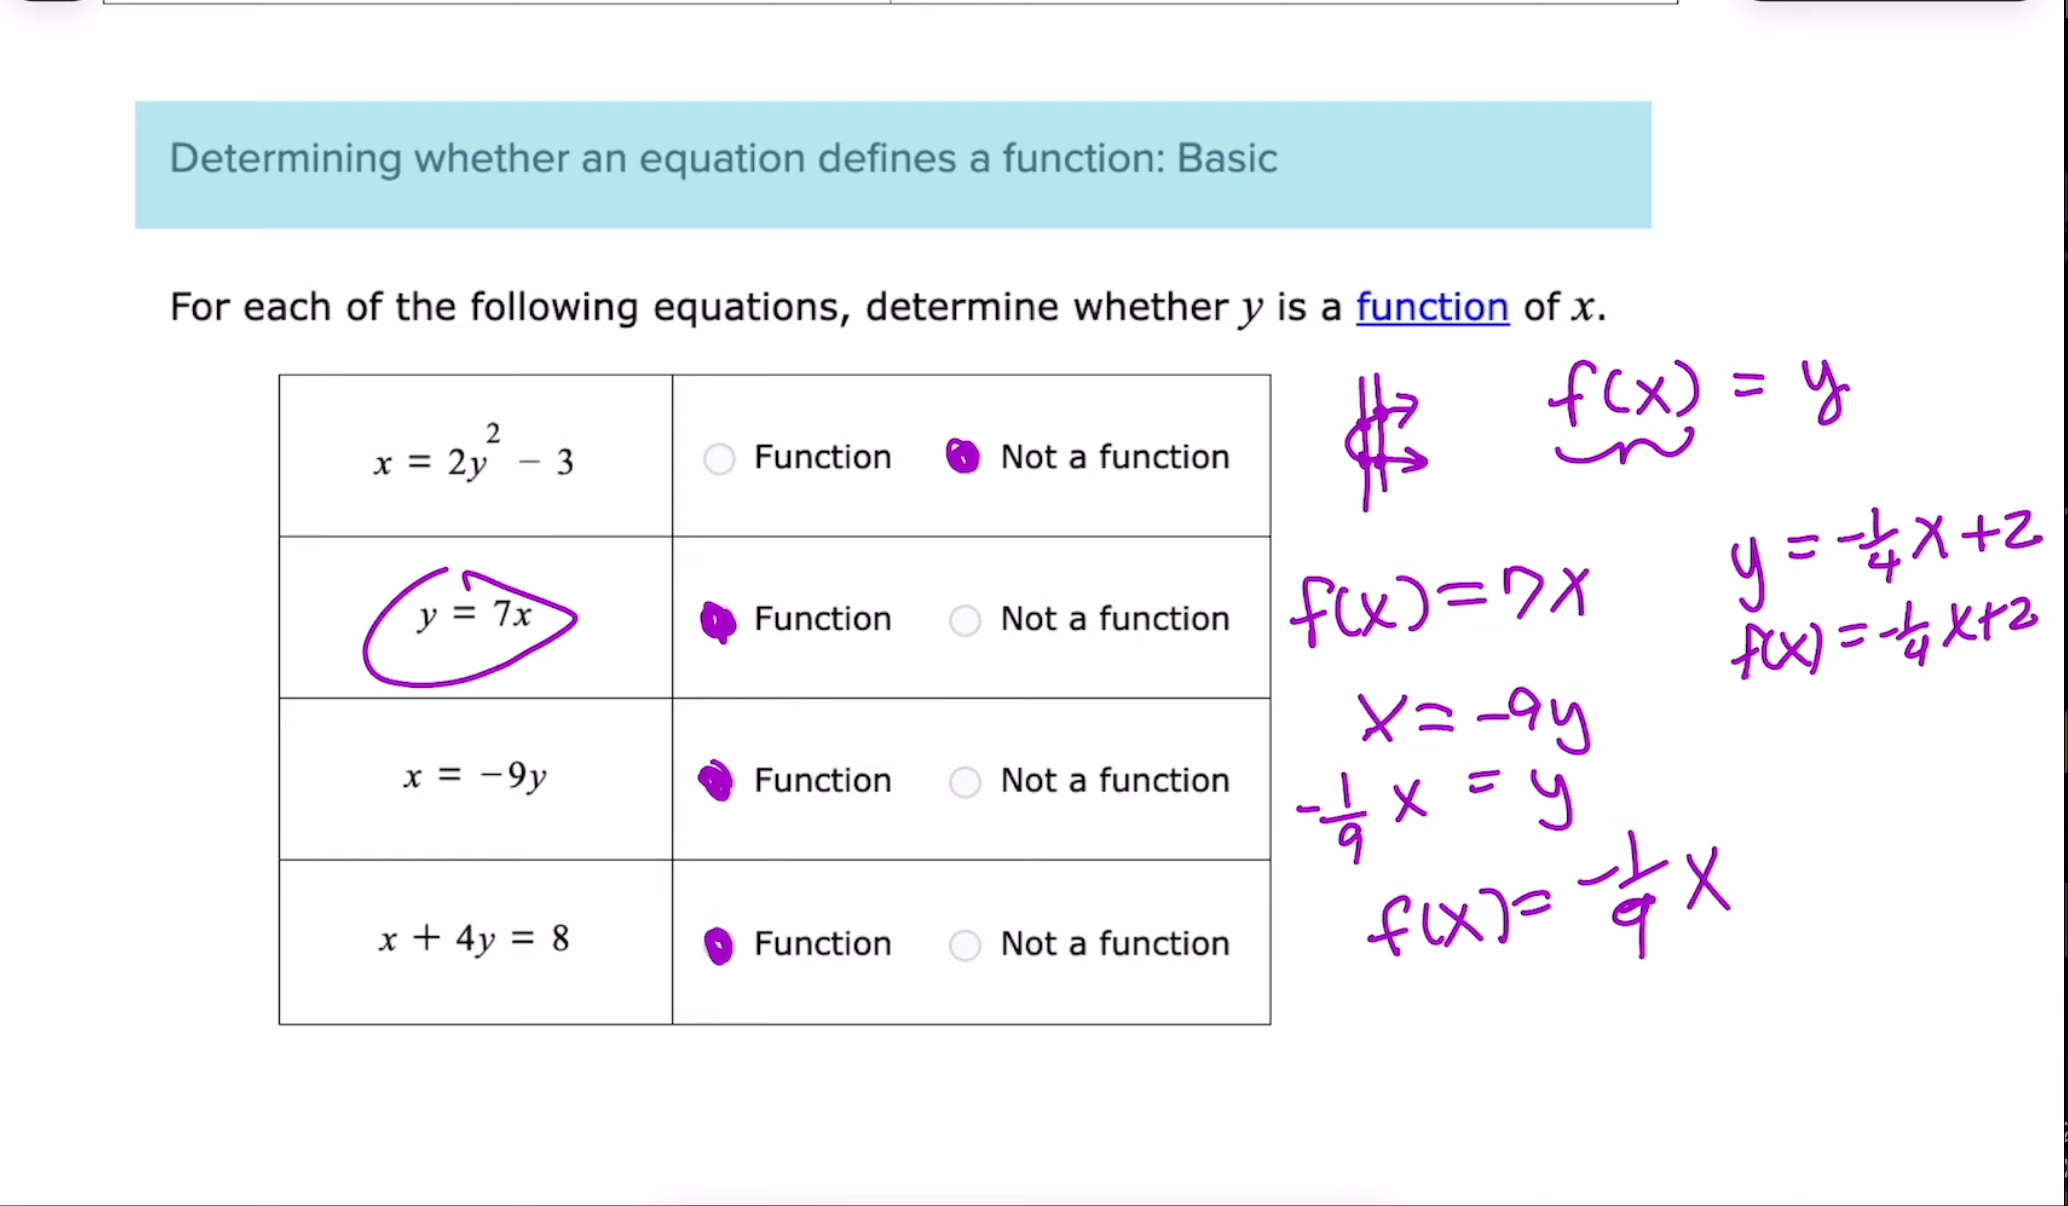 Determining whether an equation defines a function: Basic
For each of the following equations, determine whether y is a function of x.
x = 2y² − 3
Function
Not a function
y = 7x
Function
Not a function
x = −9y
Function
Not a function
x + 4y = 8
Function
Not a function
f(x) = y
f(x) = 7x
y = -1/4 x + 2
f(x) = -1/4 x + 2
x = -9y
-1/9 x = y
f(x) = -1/9 x